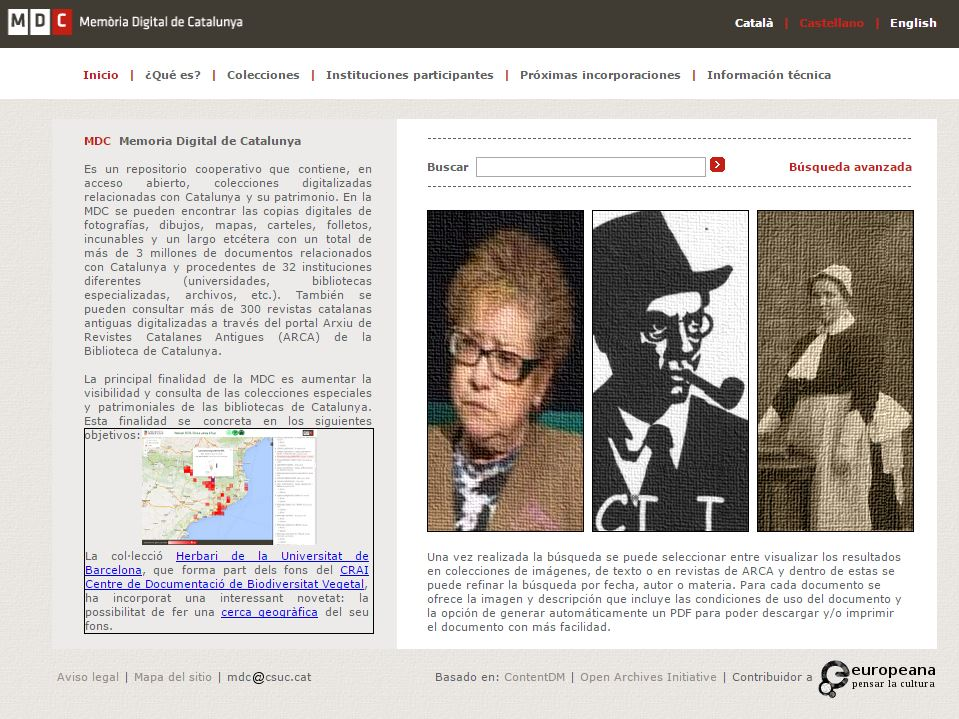 MDC Memòria Digital de Catalunya
Català | Castellano | English
Inicio | ¿Qué es? | Colecciones | Instituciones participantes | Próximas incorporaciones | Información técnica
MDC Memoria Digital de Catalunya
Es un repositorio cooperativo que contiene, en
acceso abierto, colecciones digitalizadas
relacionadas con Catalunya y su patrimonio. En la
MDC se pueden encontrar las copias digitales de
fotografías, dibujos, mapas, carteles, folletos,
incunables y un largo etcétera con un total de
más de 3 millones de documentos relacionados
con Catalunya y procedentes de 32 instituciones
diferentes (universidades, bibliotecas
especializadas, archivos, etc.). También se
pueden consultar más de 300 revistas catalanas
antiguas digitalizadas a través del portal Arxiu de
Revistes Catalanes Antigues (ARCA) de la
Biblioteca de Catalunya.
La principal finalidad de la MDC es aumentar la
visibilidad y consulta de las colecciones especiales
y patrimoniales de las bibliotecas de Catalunya.
Esta finalidad se concreta en los siguientes
objetivos:
La col·lecció Herbari de la Universitat de
Barcelona, que forma part dels fons del CRAI
Centre de Documentació de Biodiversitat Vegetal,
ha incorporat una interessant novetat: la
possibilitat de fer una cerca geogràfica del seu
fons.
Buscar
Búsqueda avanzada
Una vez realizada la búsqueda se puede seleccionar entre visualizar los resultados
en colecciones de imágenes, de texto o en revistas de ARCA y dentro de estas se
puede refinar la búsqueda por fecha, autor o materia. Para cada documento se
ofrece la imagen y descripción que incluye las condiciones de uso del documento y
la opción de generar automáticamente un PDF para poder descargar y/o imprimir
el documento con más facilidad.
Aviso legal | Mapa del sitio | mdc@csuc.cat
Basado en: ContentDM | Open Archives Initiative | Contribuidor a
europeana
pensar la cultura